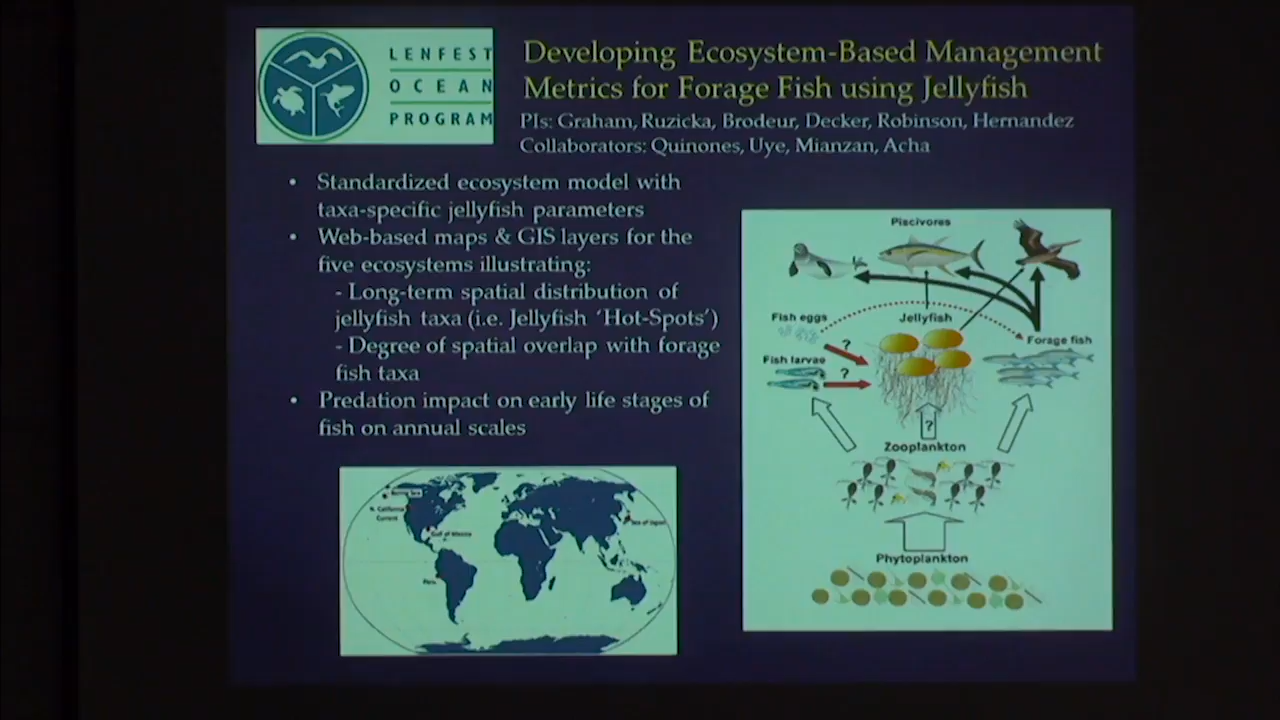 LENFEST
OCEAN
PROGRAM
Developing Ecosystem-Based Management
Metrics for Forage Fish using Jellyfish
PIs: Graham, Ruzicka, Brodeur, Decker, Robinson, Hernandez
Collaborators: Quinones, Uye, Mianzan, Acha
• Standardized ecosystem model with
taxa-specific jellyfish parameters
• Web-based maps & GIS layers for the
five ecosystems illustrating:
- Long-term spatial distribution of
jellyfish taxa (i.e. Jellyfish ‘Hot-Spots’)
- Degree of spatial overlap with forage
fish taxa
• Predation impact on early life stages of
fish on annual scales
Bering Sea
N. California
Current
Gulf of Mexico
Sea of Japan
Peru
Piscivores
Fish eggs
Jellyfish
?
Forage fish
Fish larvae
?
?
Zooplankton
Phytoplankton